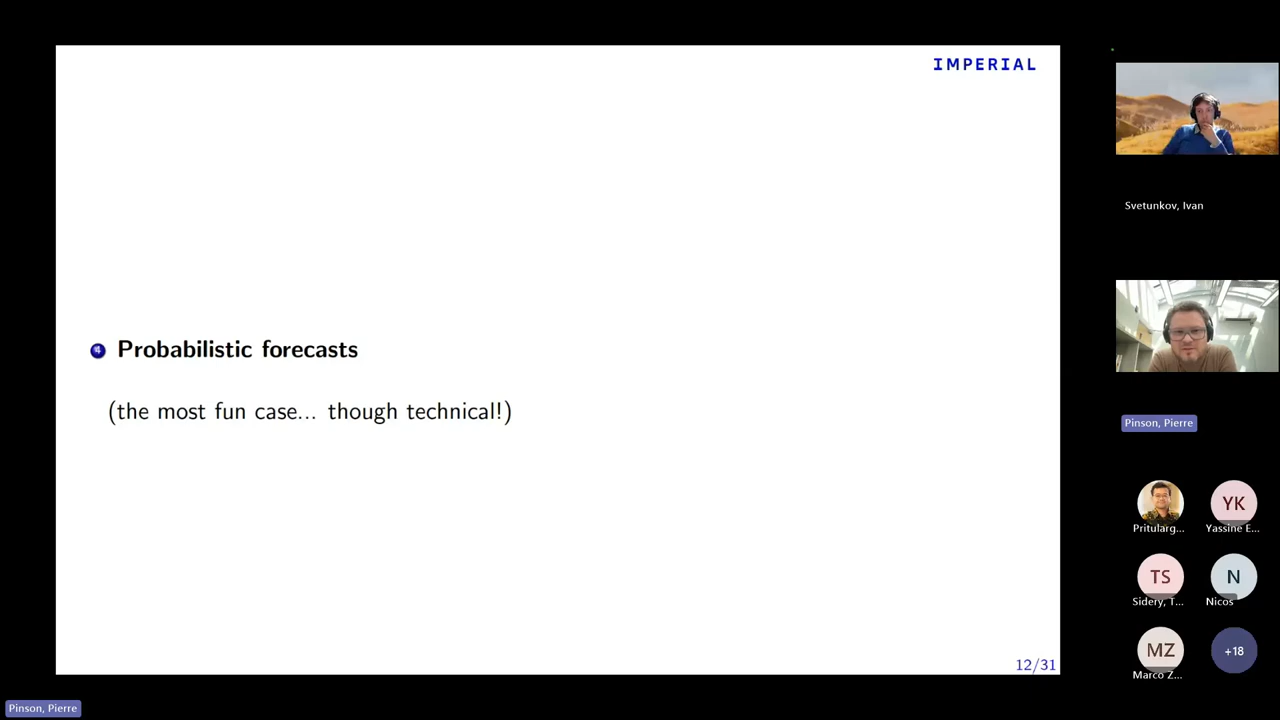 IMPERIAL
4 Probabilistic forecasts
(the most fun case... though technical!)
12/31
Svetunkov, Ivan
Pinson, Pierre
Pritularg...
YK
Yassine E...
TS
Sidery, T...
N
Nicos
MZ
Marco Z...
+18
Pinson, Pierre